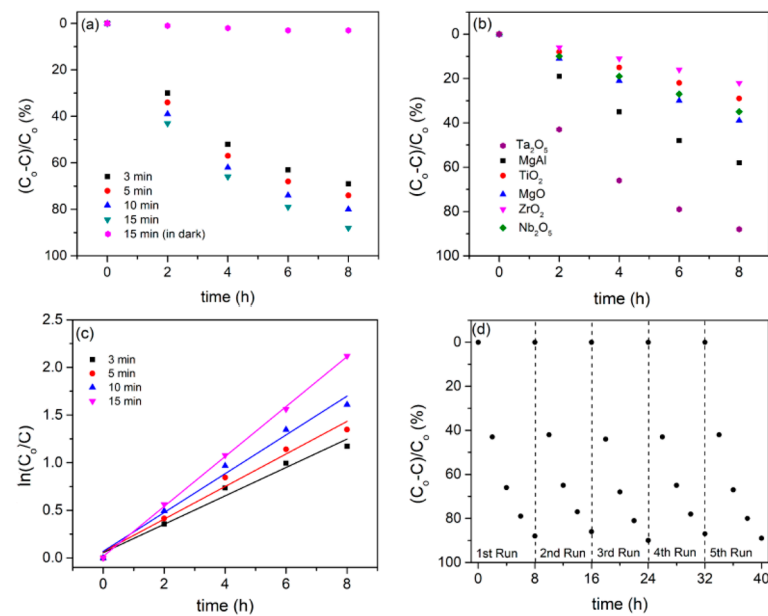 (a)
0
20
40
60
80
100
(C₀-C)/C₀ (%)
3 min
5 min
10 min
15 min
15 min (in dark)
0 2 4 6 8
time (h)
(b)
0
20
40
60
80
100
(C₀-C)/C₀ (%)
Ta₂O₅
MgAl
TiO₂
MgO
ZrO₂
Nb₂O₅
0 2 4 6 8
time (h)
(c)
2.5
2.0
1.5
1.0
0.5
0.0
ln(C₀/C)
3 min
5 min
10 min
15 min
0 2 4 6 8
time (h)
(d)
0
20
40
60
80
100
(C₀-C)/C₀ (%)
1st Run 2nd Run 3rd Run 4th Run 5th Run
0 8 16 24 32 40
time (h)